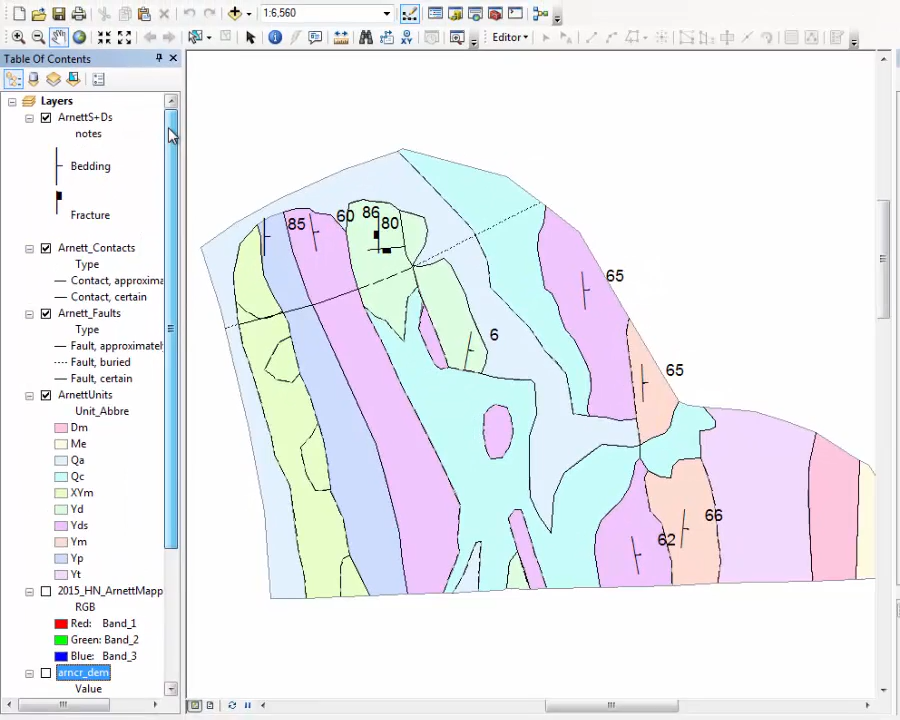 1:6,560
Editor
Table Of Contents
Layers
ArnettS+Ds
notes
Bedding
Fracture
Arnett_Contacts
Type
Contact, approxima
Contact, certain
Arnett_Faults
Type
Fault, approximatel
Fault, buried
Fault, certain
ArnettUnits
Unit_Abbre
Dm
Me
Qa
Qc
XYm
Yd
Yds
Ym
Yp
Yt
2015_HN_ArnettMapp
RGB
Red: Band_1
Green: Band_2
Blue: Band_3
arncr_dem
Value
85
60
86
80
65
6
65
66
62